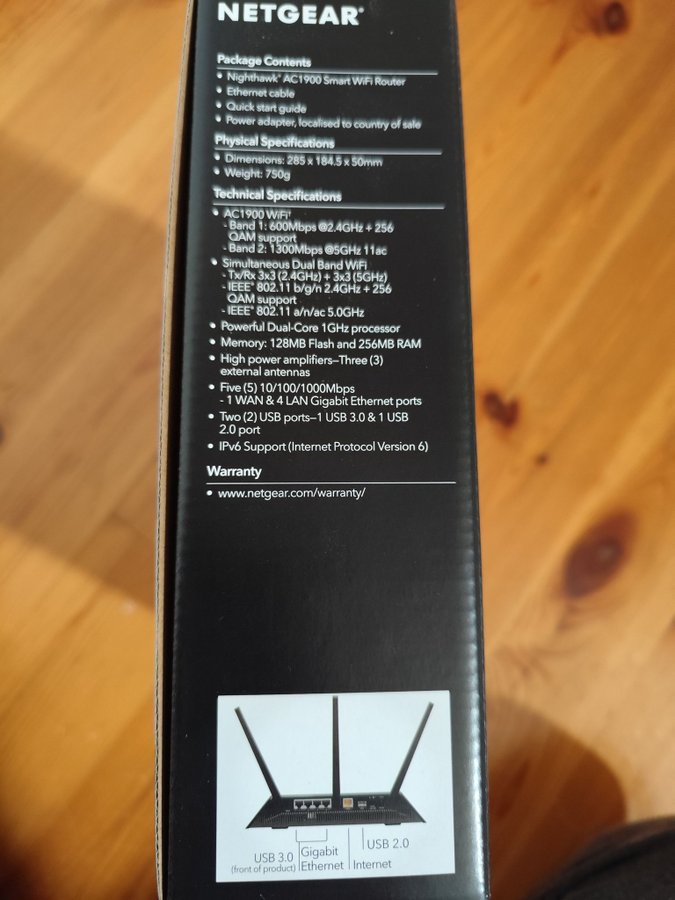 NETGEAR®
Package Contents
• Nighthawk® AC1900 Smart WiFi Router
• Ethernet cable
• Quick start guide
• Power adapter, localised to country of sale
Physical Specifications
• Dimensions: 285 x 184.5 x 50mm
• Weight: 750g
Technical Specifications
• AC1900 WiFi†
- Band 1: 600Mbps @2.4GHz + 256
QAM support
- Band 2: 1300Mbps @5GHz 11ac
• Simultaneous Dual Band WiFi
- Tx/Rx 3x3 (2.4GHz) + 3x3 (5GHz)
- IEEE® 802.11 b/g/n 2.4GHz + 256
QAM support
- IEEE® 802.11 a/n/ac 5.0GHz
• Powerful Dual-Core 1GHz processor
• Memory: 128MB Flash and 256MB RAM
• High power amplifiers—Three (3)
external antennas
• Five (5) 10/100/1000Mbps
- 1 WAN & 4 LAN Gigabit Ethernet ports
• Two (2) USB ports—1 USB 3.0 & 1 USB
2.0 port
• IPv6 Support (Internet Protocol Version 6)
Warranty
• www.netgear.com/warranty/
USB 3.0
(front of product)
Gigabit
Ethernet
Internet
USB 2.0